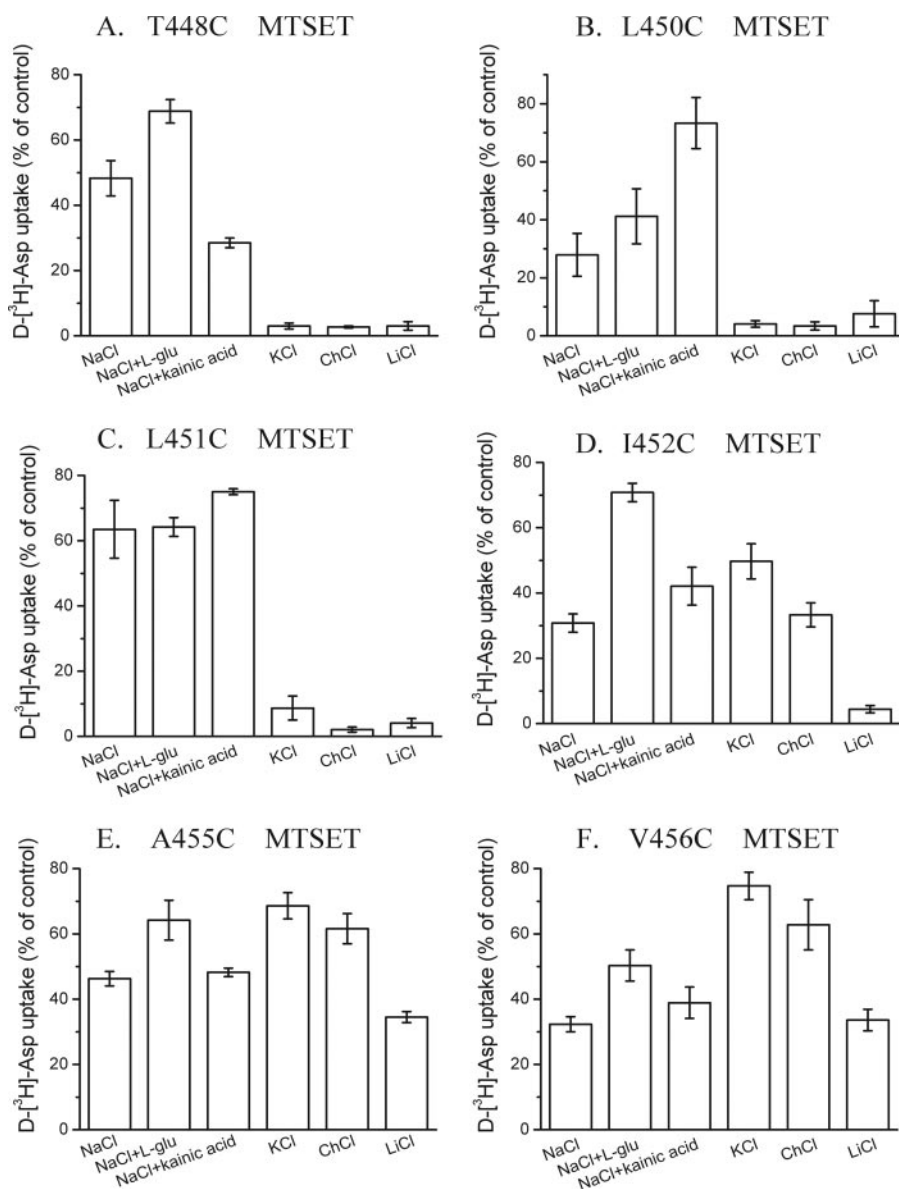 A. T448C MTSET
D-[³H]-Asp uptake (% of control)
80
60
40
20
0
NaCl
NaCl+L-glu
NaCl+kainic acid
KCl
ChCl
LiCl
B. L450C MTSET
D-[³H]-Asp uptake (% of control)
80
60
40
20
0
NaCl
NaCl+L-glu
NaCl+kainic acid
KCl
ChCl
LiCl
C. L451C MTSET
D-[³H]-Asp uptake (% of control)
80
60
40
20
0
NaCl
NaCl+L-glu
NaCl+kainic acid
KCl
ChCl
LiCl
D. I452C MTSET
D-[³H]-Asp uptake (% of control)
80
60
40
20
0
NaCl
NaCl+L-glu
NaCl+kainic acid
KCl
ChCl
LiCl
E. A455C MTSET
D-[³H]-Asp uptake (% of control)
80
60
40
20
0
NaCl
NaCl+L-glu
NaCl+kainic acid
KCl
ChCl
LiCl
F. V456C MTSET
D-[³H]-Asp uptake (% of control)
80
60
40
20
0
NaCl
NaCl+L-glu
NaCl+kainic acid
KCl
ChCl
LiCl